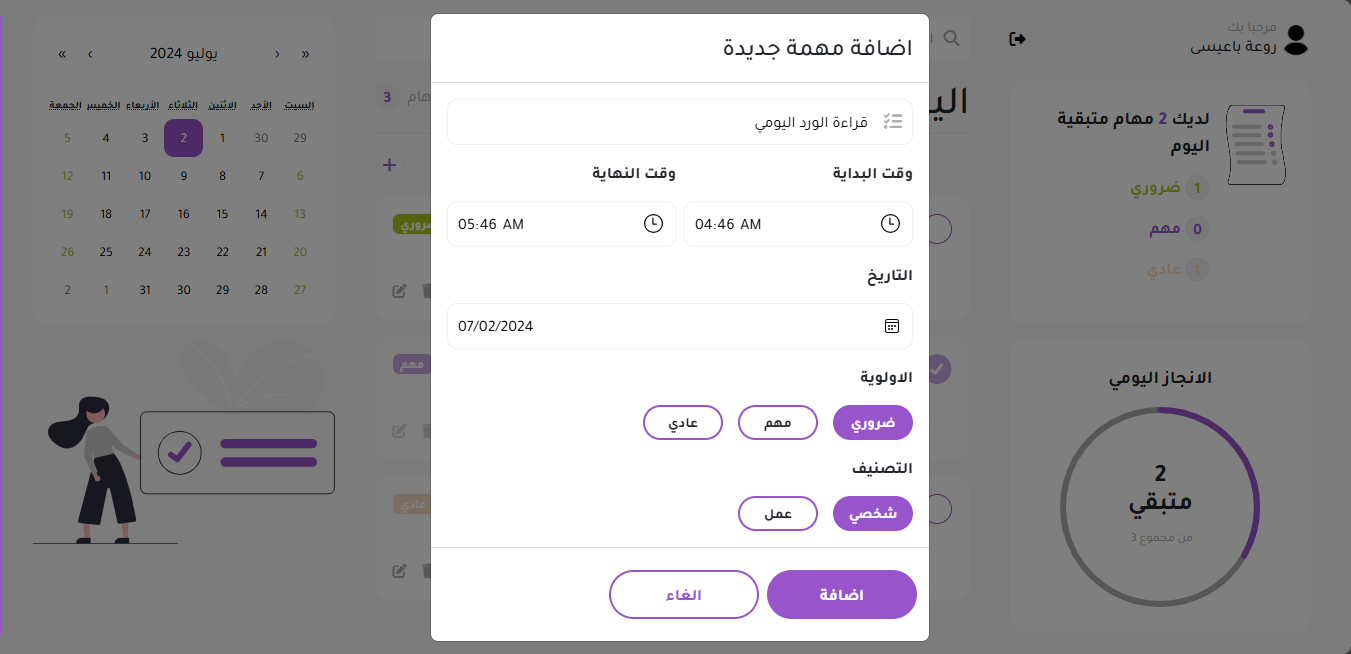 مرحبا بك
روعة باعيسى
لديك 2 مهام متبقية
اليوم
1 ضروري
0 مهم
1 عادي
الانجاز اليومي
2
متبقي
من مجموع 3
3
ضروري
مهم
عادي
اضافة مهمة جديدة
قراءة الورد اليومي
وقت البداية وقت النهاية
04:46 AM 05:46 AM
التاريخ
07/02/2024
الاولوية
ضروري مهم عادي
التصنيف
شخصي عمل
اضافة الغاء
« ‹ يوليو 2024 › »
السبت الأحد الاثنين الثلاثاء الأربعاء الخميس الجمعة
29 30 1 2 3 4 5
6 7 8 9 10 11 12
13 14 15 16 17 18 19
20 21 22 23 24 25 26
27 28 29 30 31 1 2